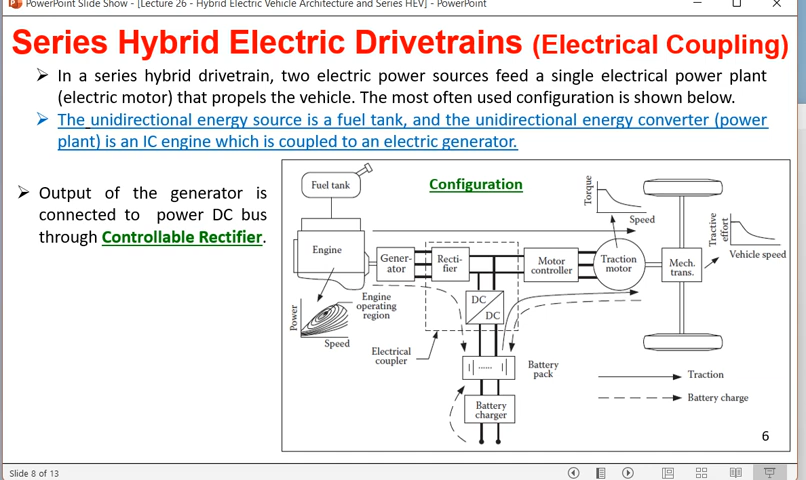 PowerPoint Slide Show - [Lecture 26 - Hybrid Electric Vehicle Architecture and Series HEV] - PowerPoint
Series Hybrid Electric Drivetrains (Electrical Coupling)
➢ In a series hybrid drivetrain, two electric power sources feed a single electrical power plant
(electric motor) that propels the vehicle. The most often used configuration is shown below.
➢ The unidirectional energy source is a fuel tank, and the unidirectional energy converter (power
plant) is an IC engine which is coupled to an electric generator.
➢ Output of the generator is
connected to power DC bus
through Controllable Rectifier.
Configuration
Fuel tank
Engine
Gener-
ator
Recti-
fier
Motor
controller
Traction
motor
Mech.
trans.
Torque
Speed
Tractive
effort
Vehicle speed
DC
DC
Engine
operating
region
Power
Speed
Electrical
coupler
Battery
pack
Battery
charger
Traction
Battery charge
6
Slide 8 of 13